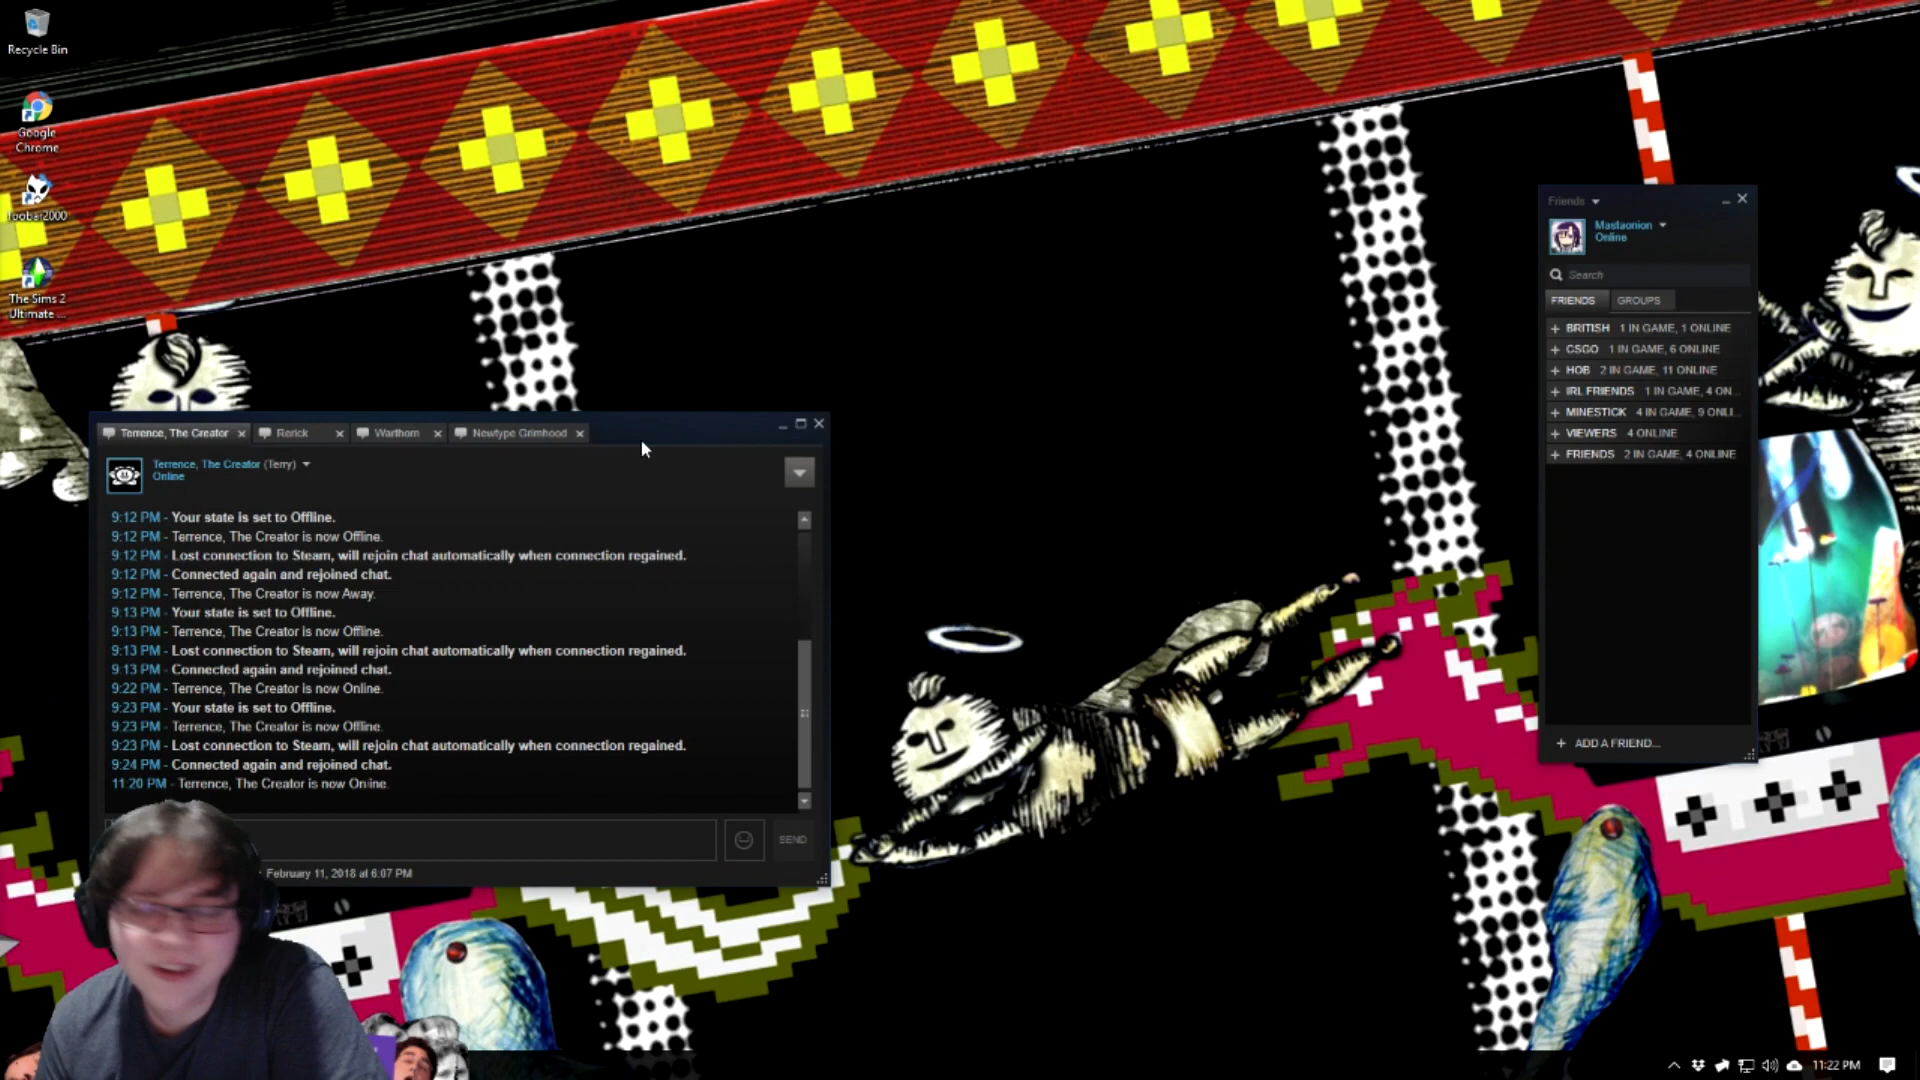 Recycle Bin
Google
Chrome
foobar2000
The Sims 2
Ultimate ...
Terrence, The Creator
Rorick
Warthorn
Newtype Grimhood
Terrence, The Creator (Terry)
Online
9:12 PM - Your state is set to Offline.
9:12 PM - Terrence, The Creator is now Offline.
9:12 PM - Lost connection to Steam, will rejoin chat automatically when connection regained.
9:12 PM - Connected again and rejoined chat.
9:12 PM - Terrence, The Creator is now Away.
9:13 PM - Your state is set to Offline.
9:13 PM - Terrence, The Creator is now Offline.
9:13 PM - Lost connection to Steam, will rejoin chat automatically when connection regained.
9:13 PM - Connected again and rejoined chat.
9:22 PM - Terrence, The Creator is now Online.
9:23 PM - Your state is set to Offline.
9:23 PM - Terrence, The Creator is now Offline.
9:23 PM - Lost connection to Steam, will rejoin chat automatically when connection regained.
9:24 PM - Connected again and rejoined chat.
11:20 PM - Terrence, The Creator is now Online.
SEND
February 11, 2018 at 6:07 PM
Friends
Mastaonion
Online
Search
FRIENDS GROUPS
+ BRITISH 1 IN GAME, 1 ONLINE
+ CSGO 1 IN GAME, 6 ONLINE
+ HOB 2 IN GAME, 11 ONLINE
+ IRL FRIENDS 1 IN GAME, 4 ON...
+ MINESTICK 4 IN GAME, 9 ONLI...
+ VIEWERS 4 ONLINE
+ FRIENDS 2 IN GAME, 4 ONLINE
+ ADD A FRIEND...
11:22 PM